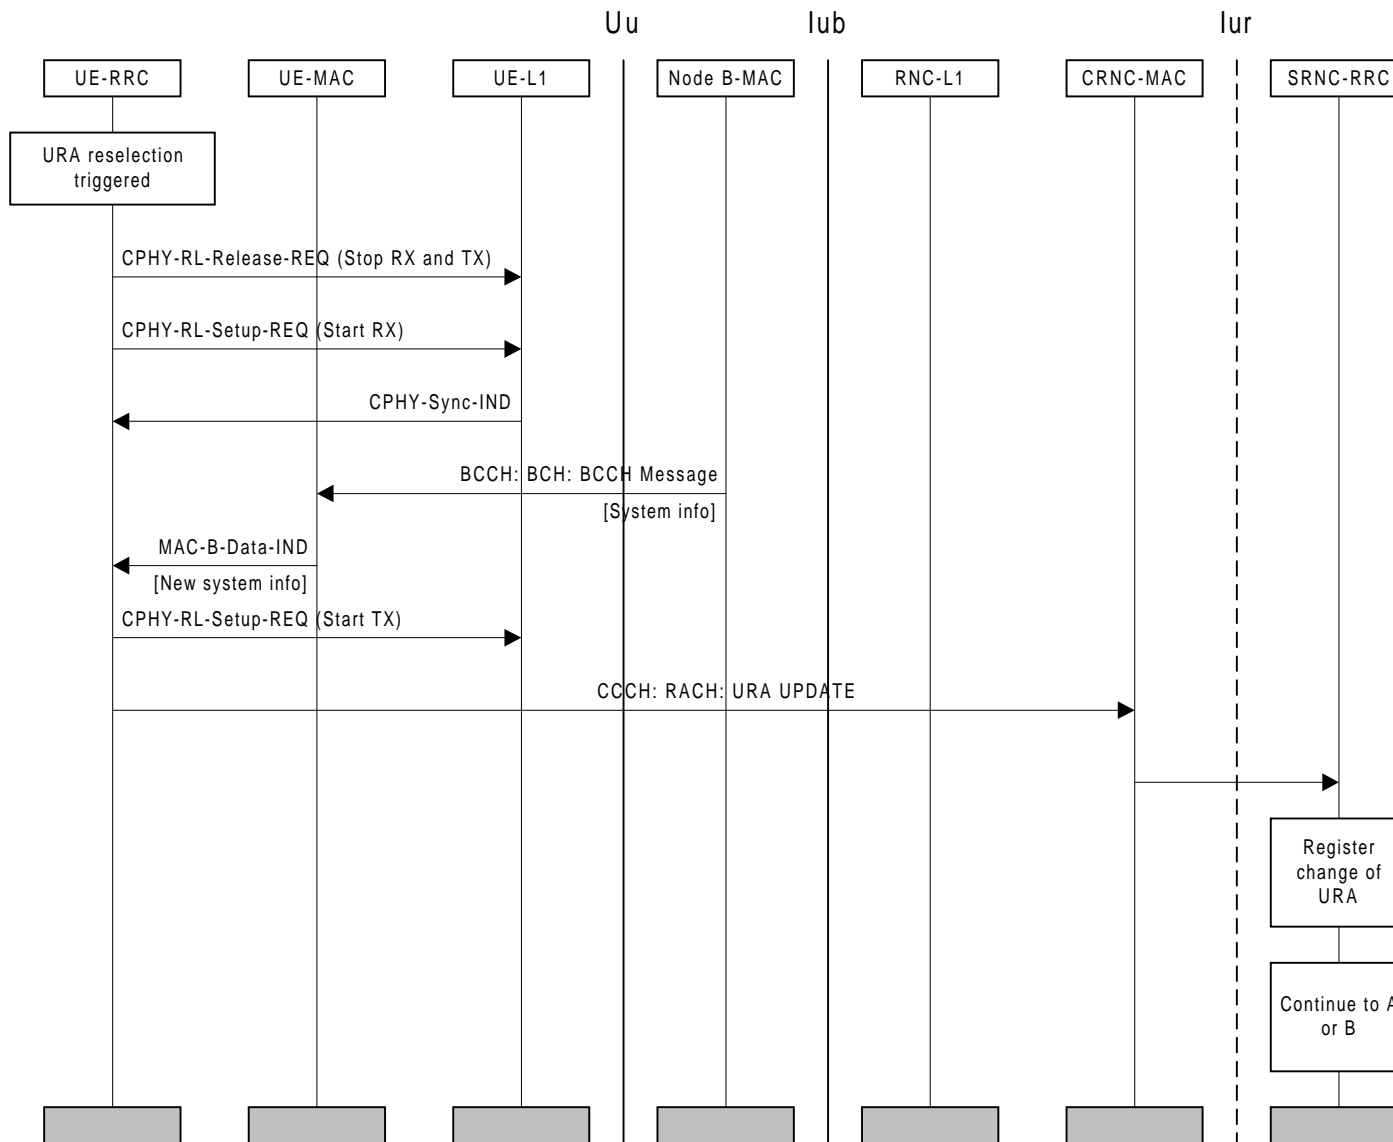 Uu
Iub
Iur
UE-RRC
UE-MAC
UE-L1
Node B-MAC
RNC-L1
CRNC-MAC
SRNC-RRC
URA reselection
triggered
CPHY-RL-Release-REQ (Stop RX and TX)
CPHY-RL-Setup-REQ (Start RX)
CPHY-Sync-IND
BCCH: BCH: BCCH Message
[System info]
MAC-B-Data-IND
[New system info]
CPHY-RL-Setup-REQ (Start TX)
CCCH: RACH: URA UPDATE
Register
change of
URA
Continue to A
or B